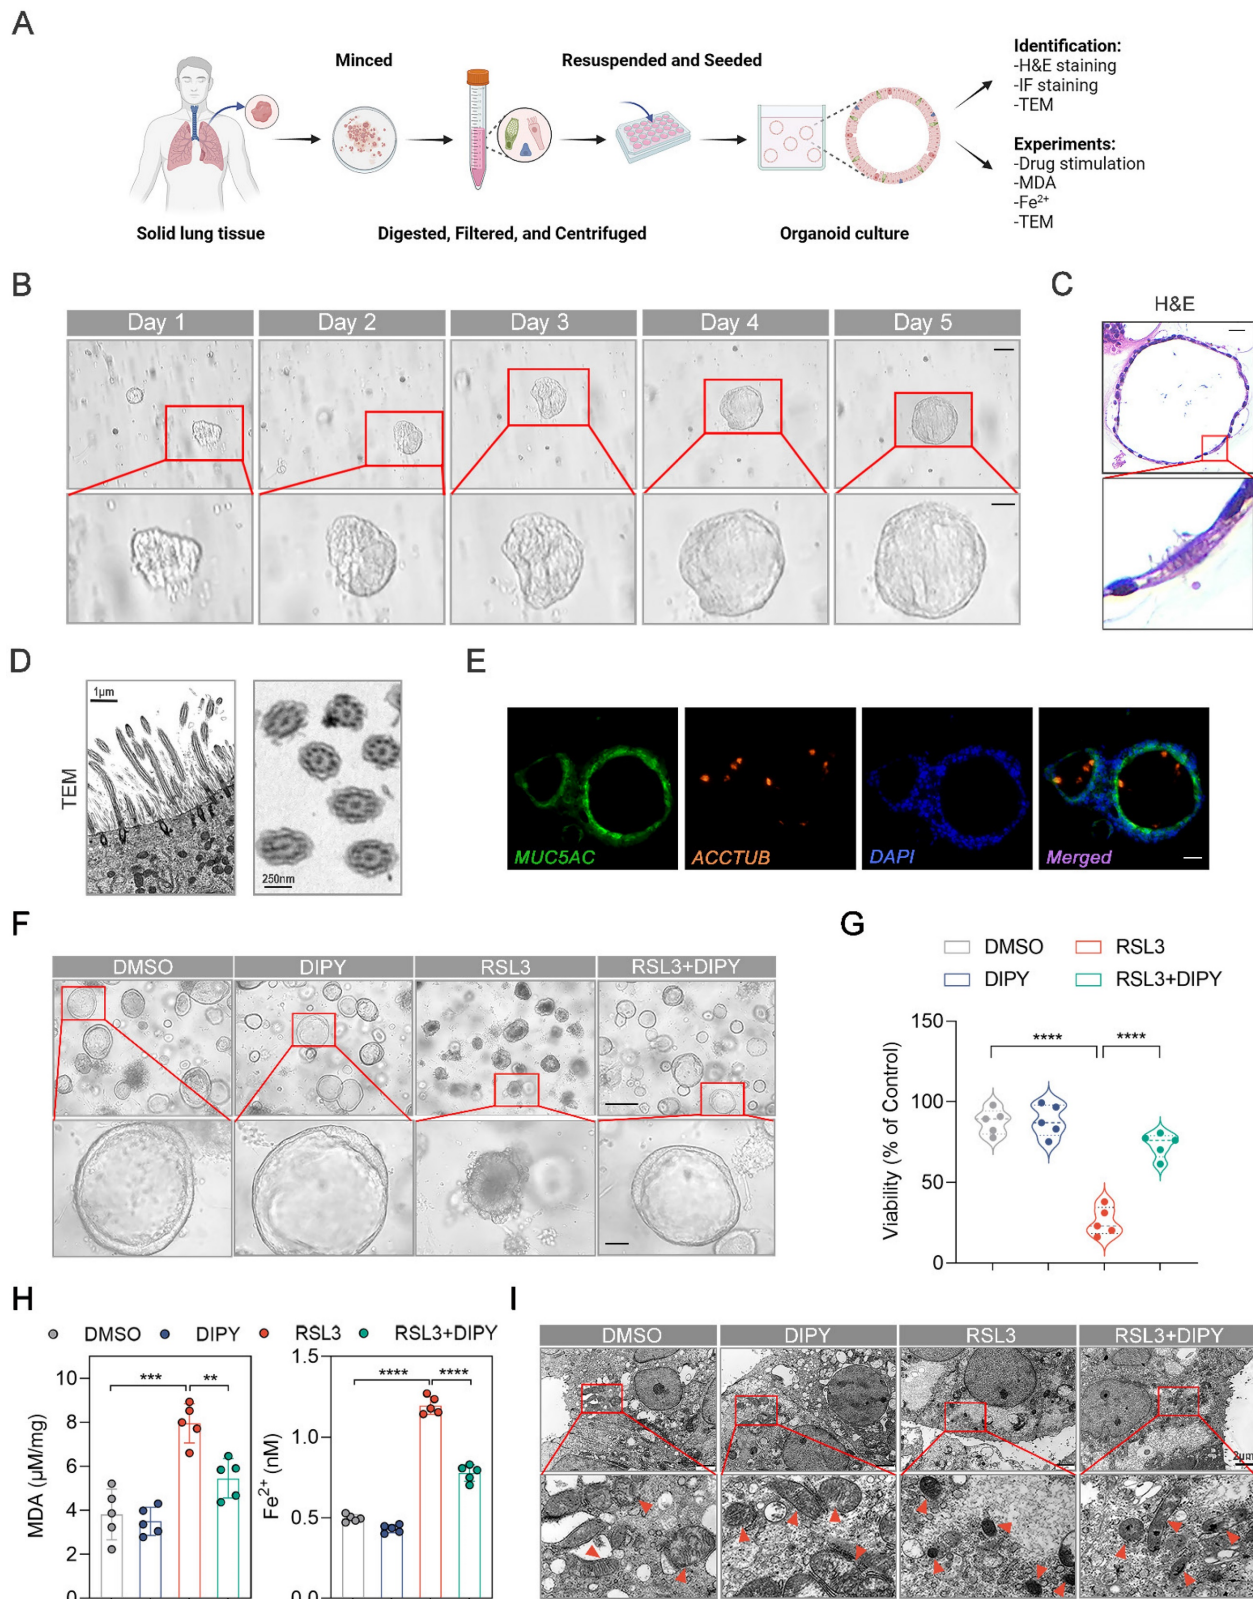 A
Minced
Resuspended and Seeded
Identification:
-H&E staining
-IF staining
-TEM
Experiments:
-Drug stimulation
-MDA
-Fe²⁺
-TEM
Solid lung tissue
Digested, Filtered, and Centrifuged
Organoid culture
B
Day 1
Day 2
Day 3
Day 4
Day 5
C
H&E
D
TEM
1μm
250nm
E
MUC5AC
ACCTUB
DAPI
Merged
F
DMSO
DIPY
RSL3
RSL3+DIPY
G
DMSO
RSL3
DIPY
RSL3+DIPY
Viability (% of Control)
150
100
50
0
****
****
H
DMSO
DIPY
RSL3
RSL3+DIPY
MDA (μM/mg)
10
8
6
4
2
0
***
**
Fe²⁺ (nM)
1.5
1.0
0.5
0.0
****
****
I
DMSO
DIPY
RSL3
RSL3+DIPY
2μm